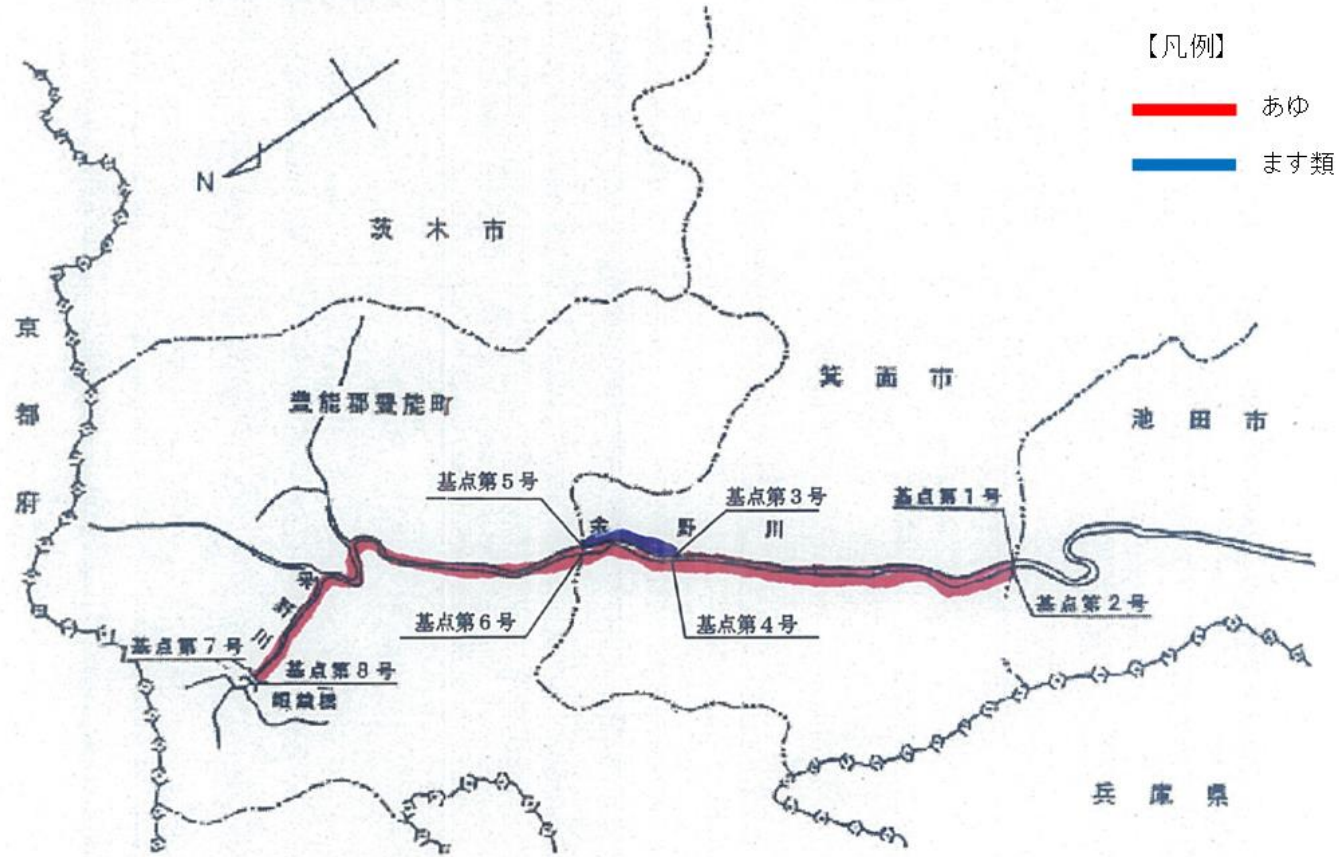 【凡例】
あゆ
ます類
N
茨木市
京都府
豊能郡豊能町
箕面市
池田市
基点第5号
基点第3号
基点第1号
余野川
基点第6号
基点第4号
基点第2号
余野川
基点第7号
基点第8号
兵庫県